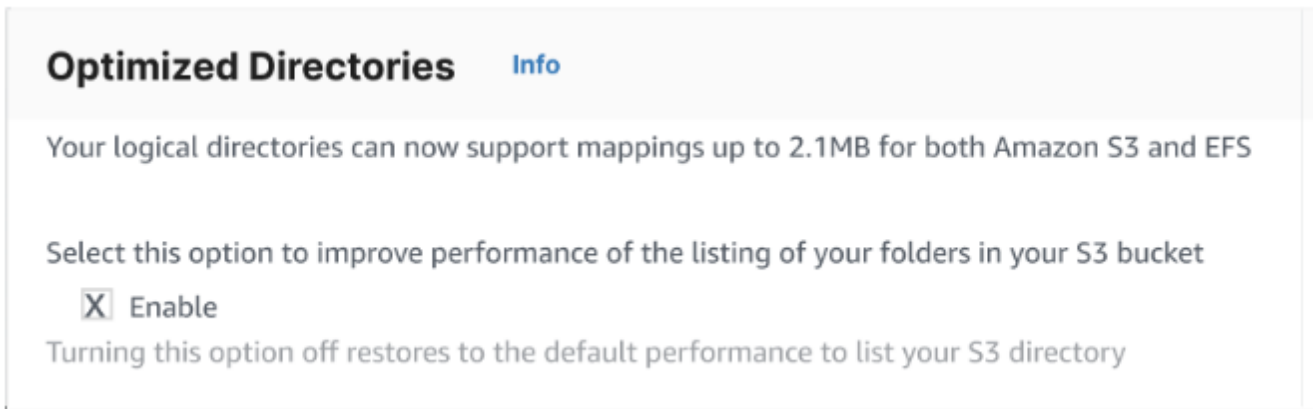 Optimized Directories Info
Your logical directories can now support mappings up to 2.1MB for both Amazon S3 and EFS
Select this option to improve performance of the listing of your folders in your S3 bucket
X Enable
Turning this option off restores to the default performance to list your S3 directory